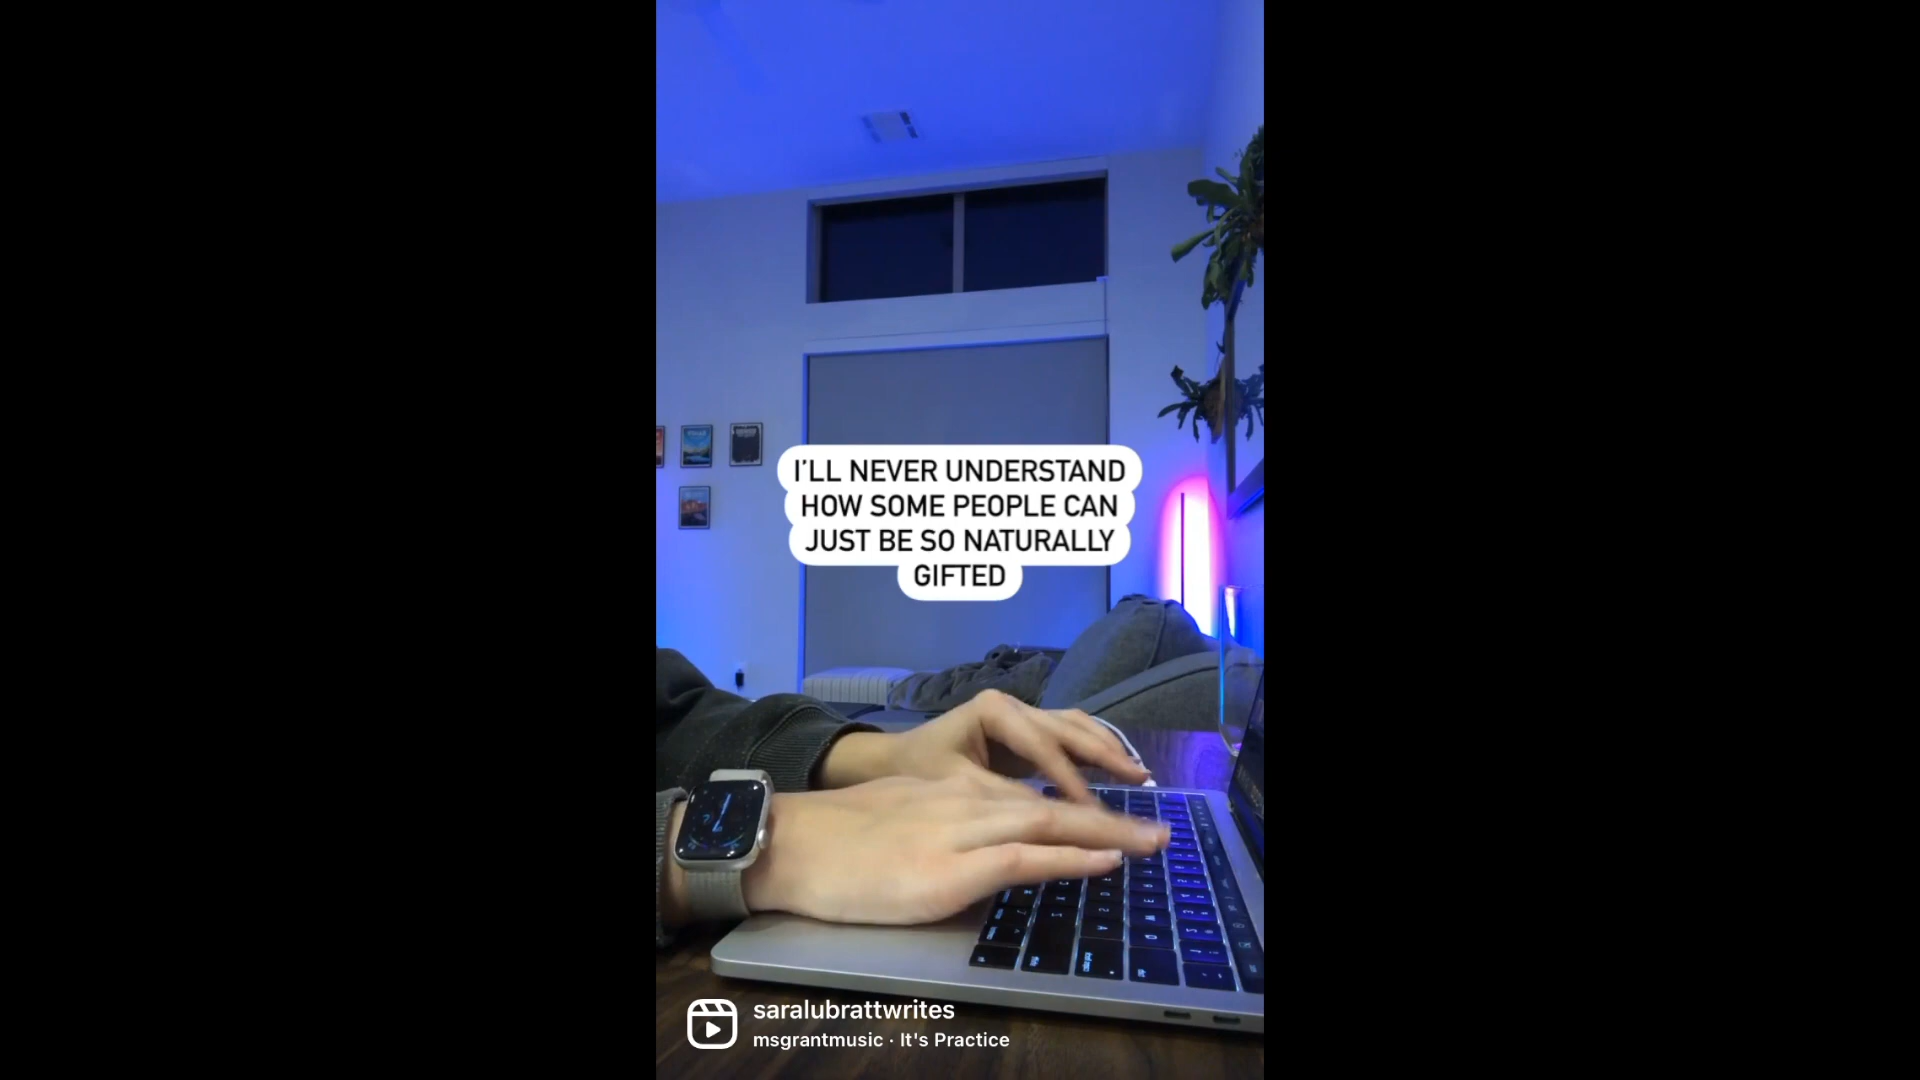 I'LL NEVER UNDERSTAND
HOW SOME PEOPLE CAN
JUST BE SO NATURALLY
GIFTED
saralubrattwrites
msgrantmusic · It's Practice